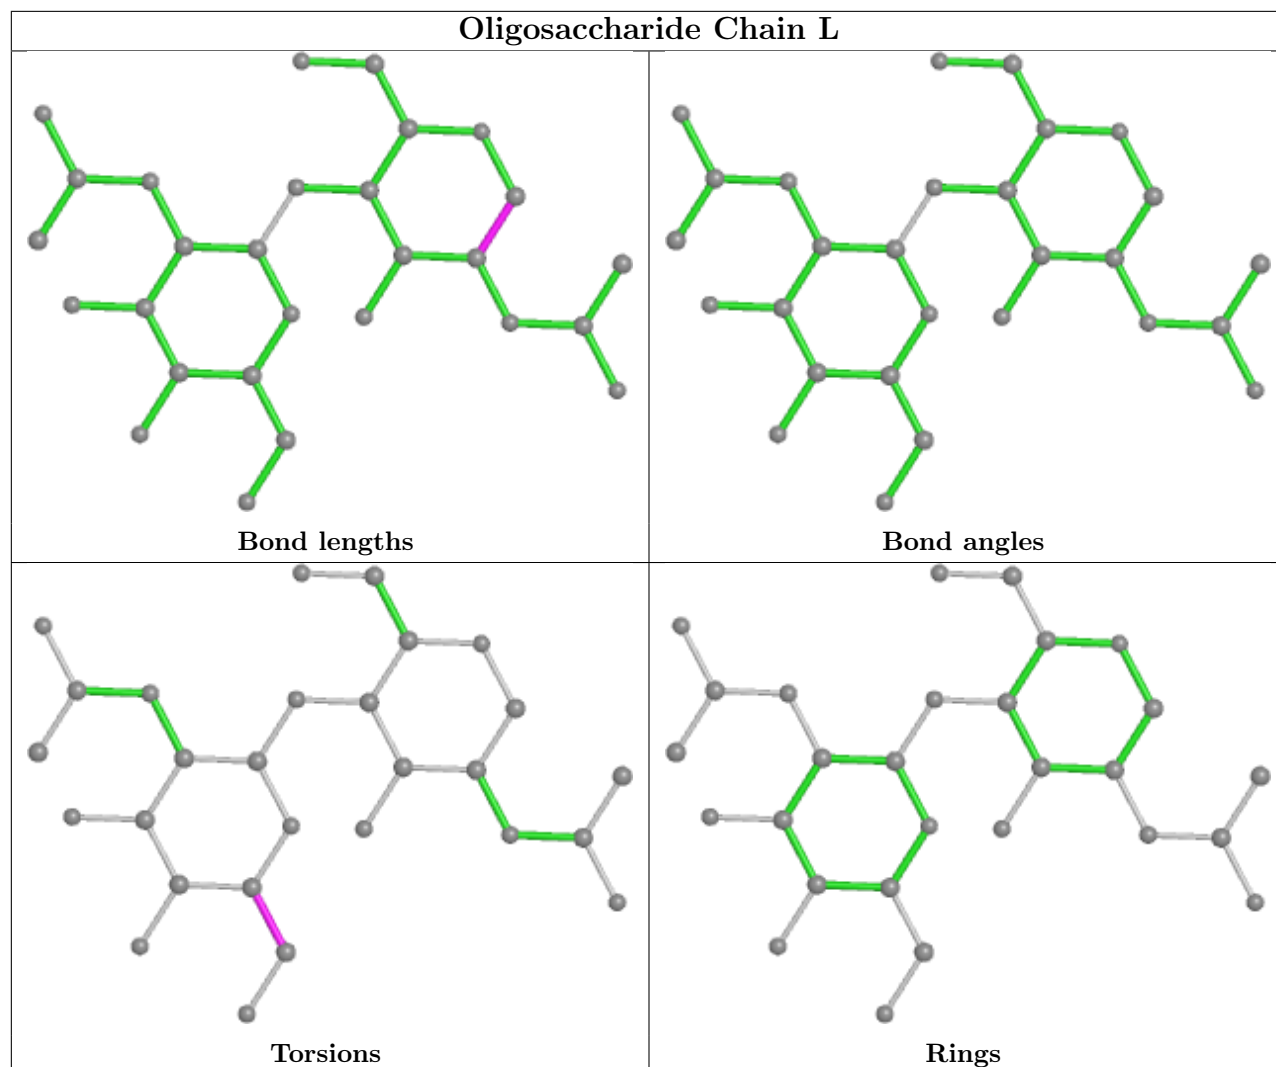 Oligosaccharide Chain L
Bond lengths
Bond angles
Torsions
Rings